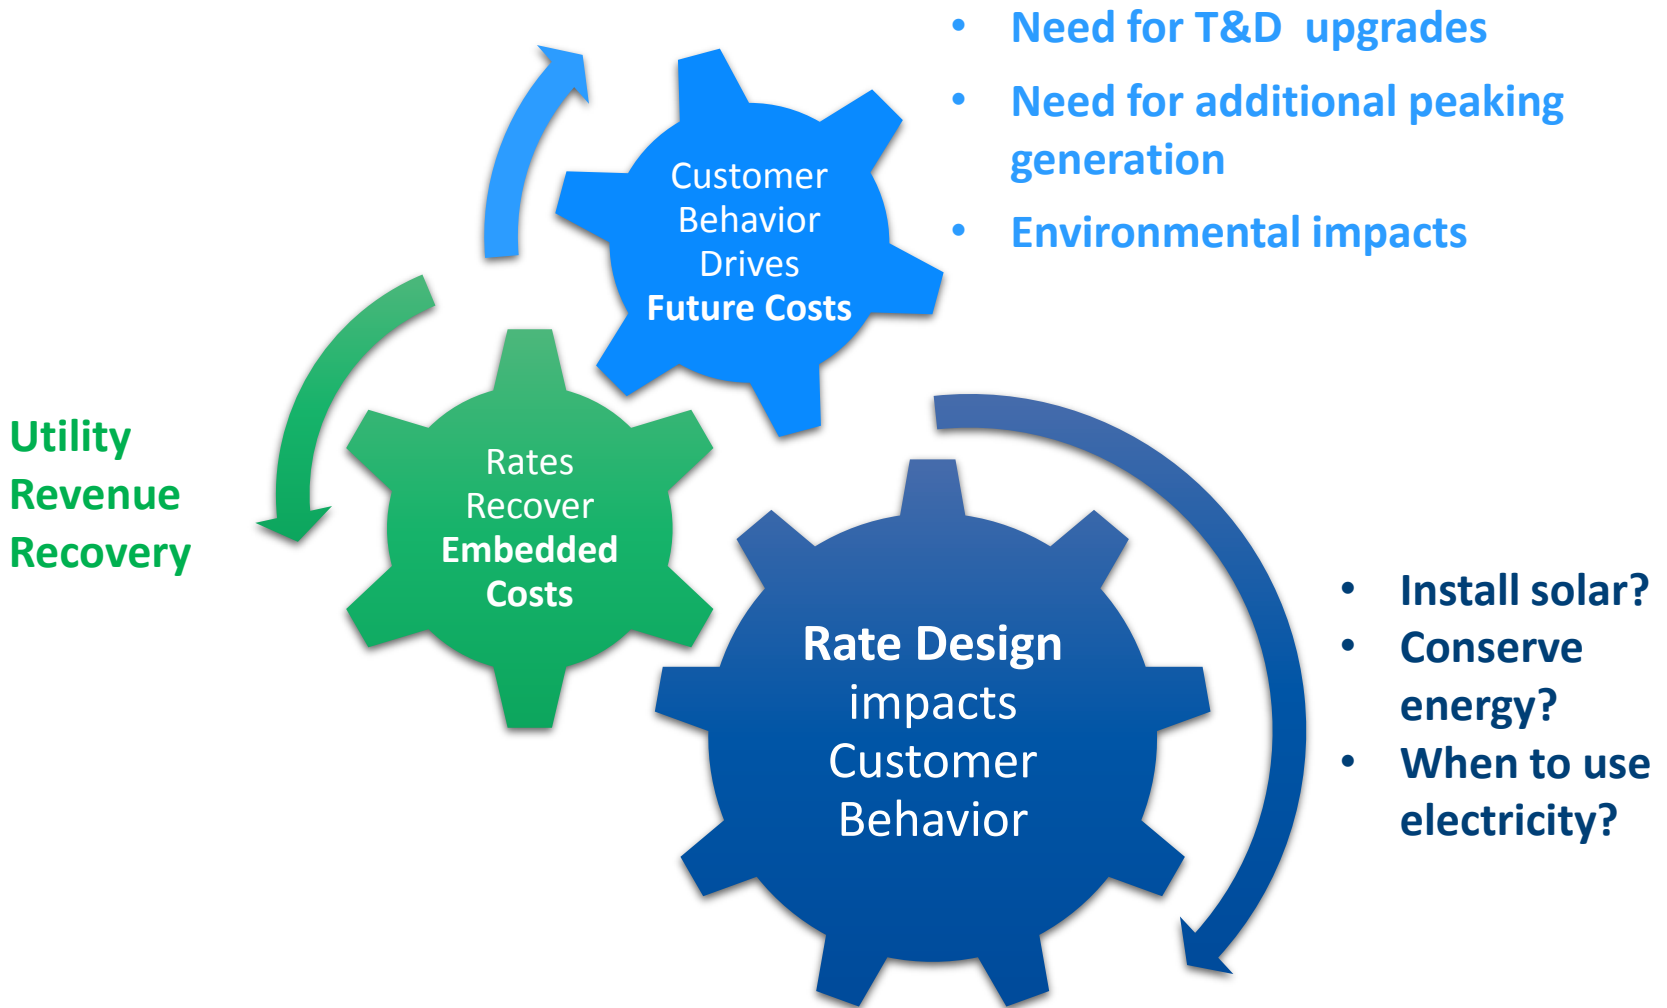 • Need for T&D upgrades
• Need for additional peaking
generation
• Environmental impacts
Customer
Behavior
Drives
Future Costs
Utility
Revenue
Recovery
Rates
Recover
Embedded
Costs
Rate Design
impacts
Customer
Behavior
• Install solar?
• Conserve
energy?
• When to use
electricity?